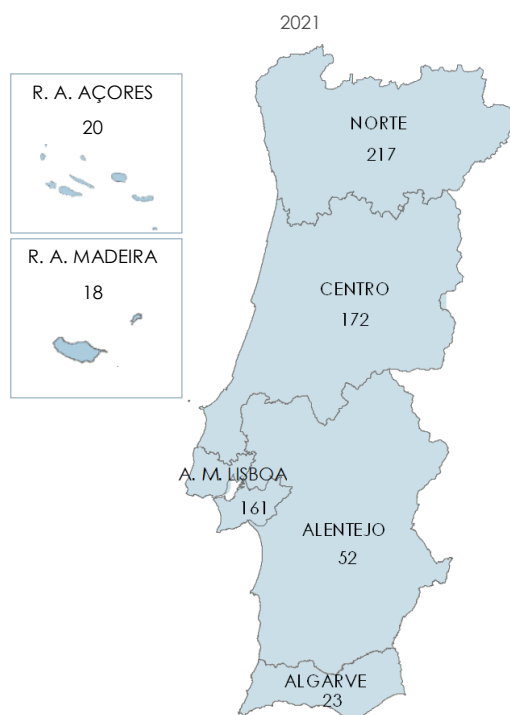 2021
R. A. AÇORES
20
R. A. MADEIRA
18
NORTE
217
CENTRO
172
A. M. LISBOA
161
ALENTEJO
52
ALGARVE
23